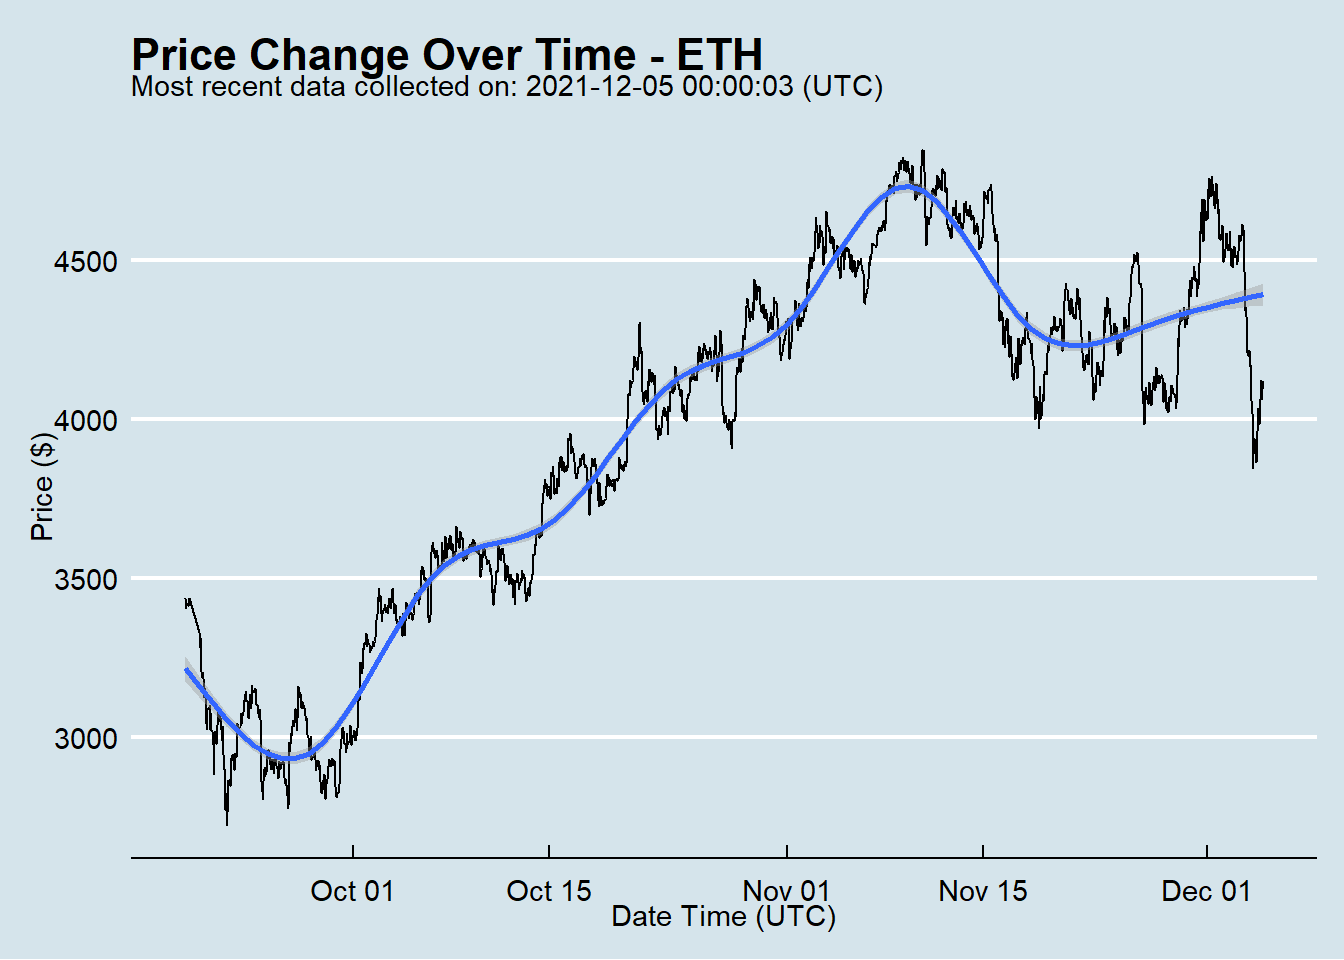 Price Change Over Time - ETH
Most recent data collected on: 2021-12-05 00:00:03 (UTC)
Price ($)
4500
4000
3500
3000
Oct 01
Oct 15
Nov 01
Nov 15
Dec 01
Date Time (UTC)